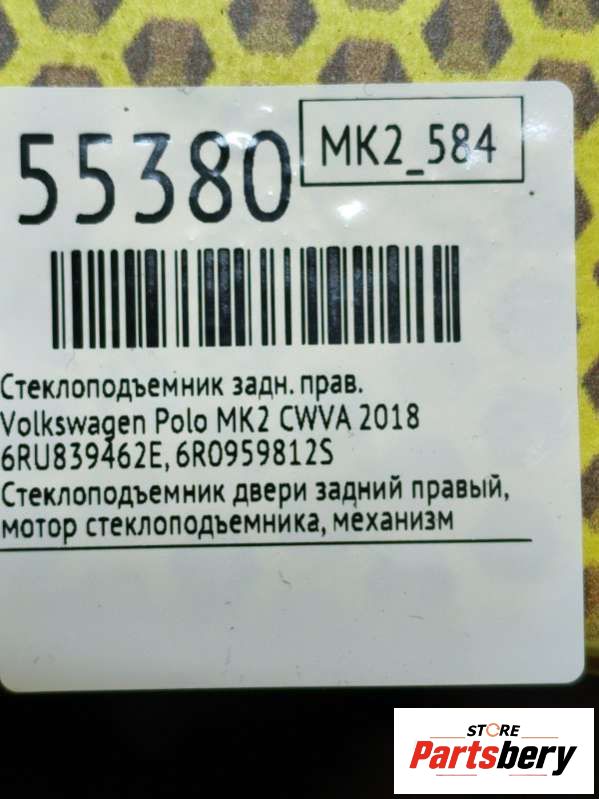 55380
MK2_584
Стеклоподъемник задн. прав.
Volkswagen Polo MK2 CWVA 2018
6RU839462E, 6R0959812S
Стеклоподъемник двери задний правый,
мотор стеклоподъемника, механизм
STORE
Partsbery